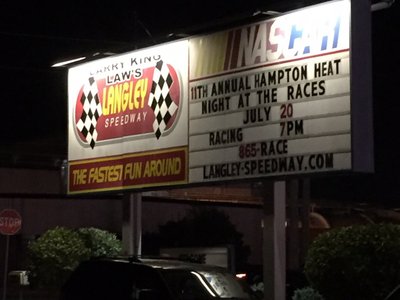 LARRY KING
LAW'S
LANGLEY
SPEEDWAY
THE FASTEST FUN AROUND
NASCAR
11TH ANNUAL HAMPTON HEAT
NIGHT AT THE RACES
JULY 20
RACING 7PM
865-RACE
LANGLEY-SPEEDWAY.COM
STOP